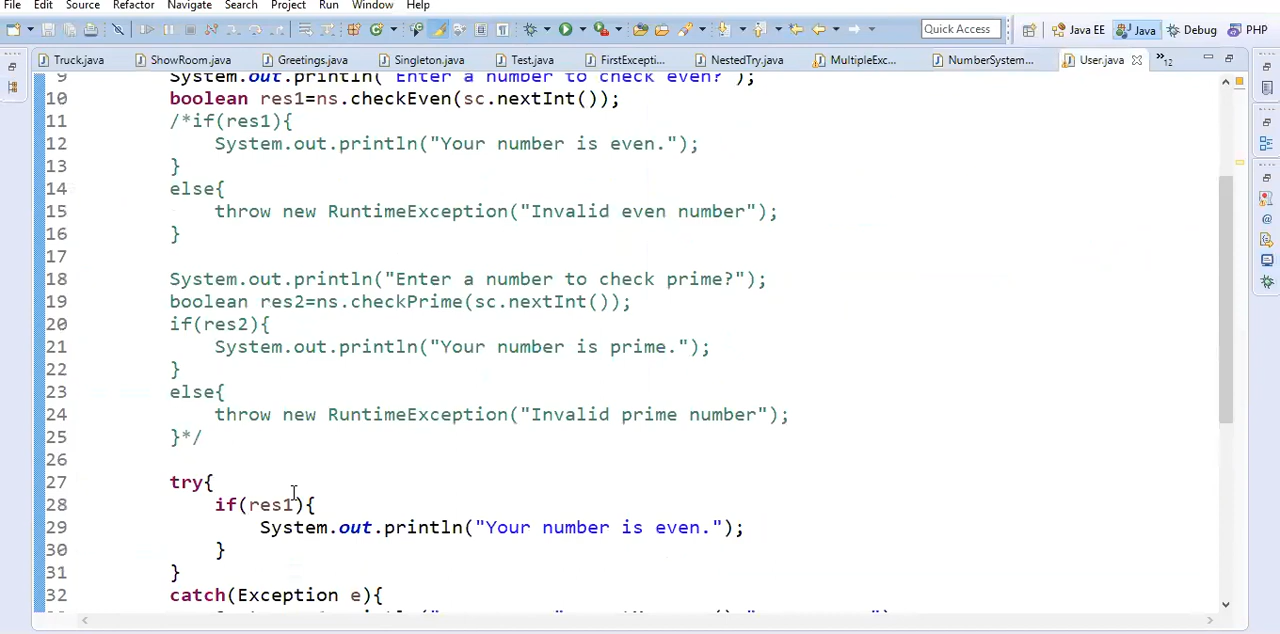 File Edit Source Refactor Navigate Search Project Run Window Help
Quick Access Java EE Java Debug PHP
Truck.java ShowRoom.java Greetings.java Singleton.java Test.java FirstExcepti... NestedTry.java MultipleExc... NumberSystem... User.java 12
9 System.out.println("Enter a number to check even?");
10 boolean res1=ns.checkEven(sc.nextInt());
11 /*if(res1){
12 System.out.println("Your number is even.");
13 }
14 else{
15 throw new RuntimeException("Invalid even number");
16 }
17
18 System.out.println("Enter a number to check prime?");
19 boolean res2=ns.checkPrime(sc.nextInt());
20 if(res2){
21 System.out.println("Your number is prime.");
22 }
23 else{
24 throw new RuntimeException("Invalid prime number");
25 }*/
26
27 try{
28 if(res1){
29 System.out.println("Your number is even.");
30 }
31 }
32 catch(Exception e){